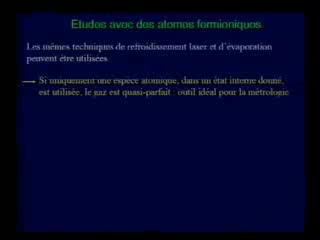 Etudes avec des atomes fermioniques
Les mêmes techniques de refroidissement laser et d'évaporation
peuvent être utilisées
→ Si uniquement une espèce atomique, dans un état interne donné,
est utilisée, le gaz est quasi-parfait : outil idéal pour la métrologie